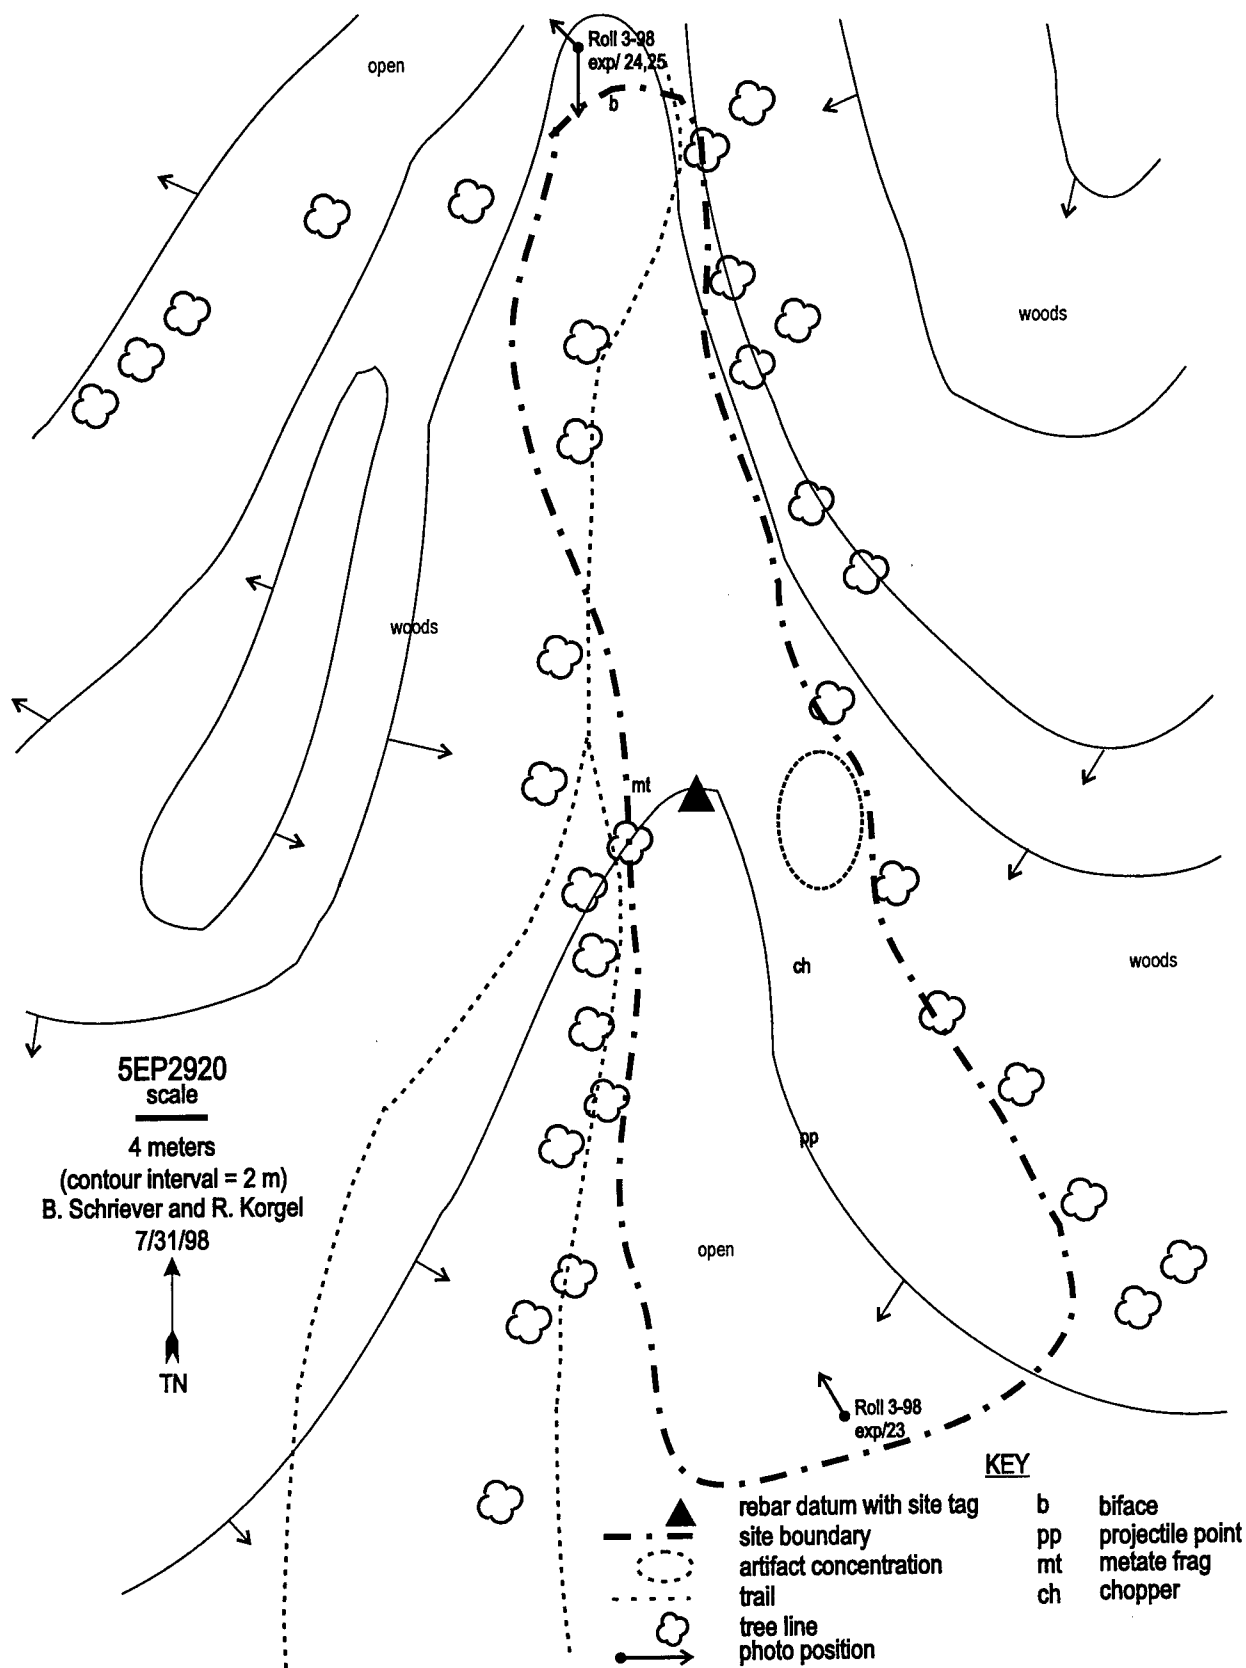 open
Roll 3-98
exp/ 24,25
b
woods
woods
mt
ch
woods
5EP2920
scale
4 meters
(contour interval = 2 m)
B. Schriever and R. Korgel
7/31/98
TN
pp
open
Roll 3-98
exp/23
KEY
rebar datum with site tag b biface
site boundary pp projectile point
artifact concentration mt metate frag
trail ch chopper
tree line
photo position